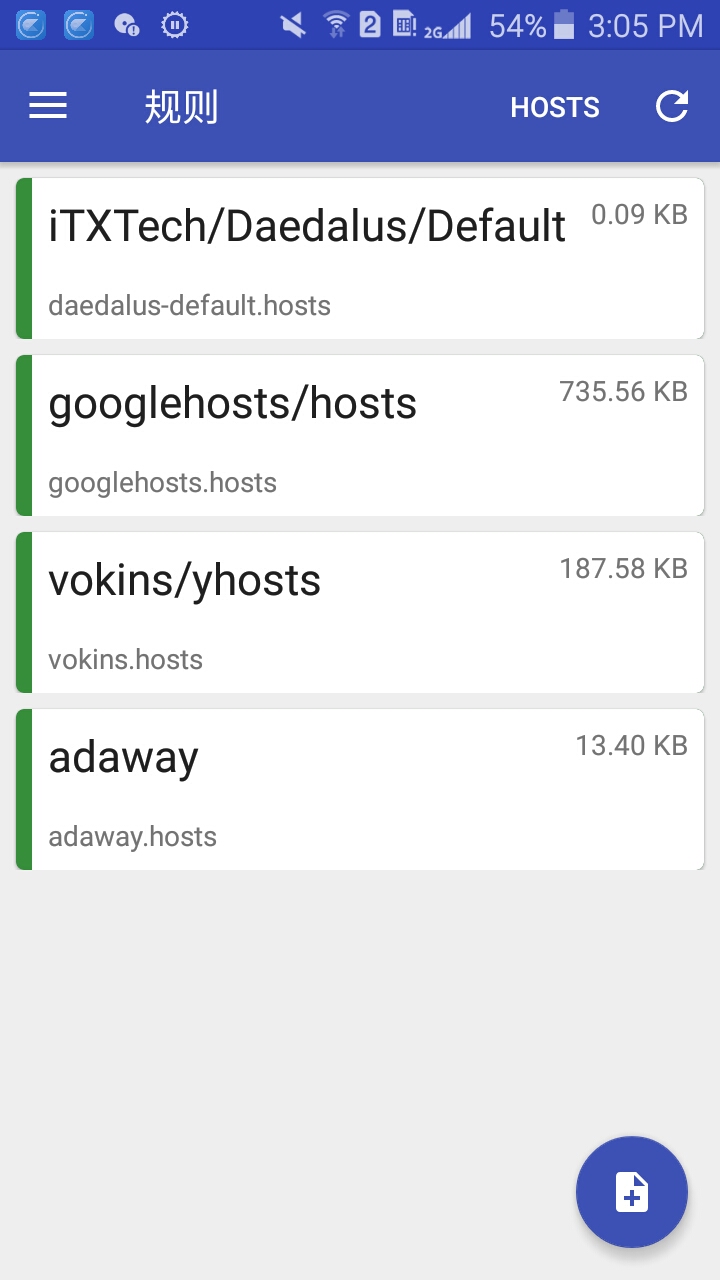 2 2G 54% 3:05 PM
规则 HOSTS
iTXTech/Daedalus/Default 0.09 KB
daedalus-default.hosts
googlehosts/hosts 735.56 KB
googlehosts.hosts
vokins/yhosts 187.58 KB
vokins.hosts
adaway 13.40 KB
adaway.hosts